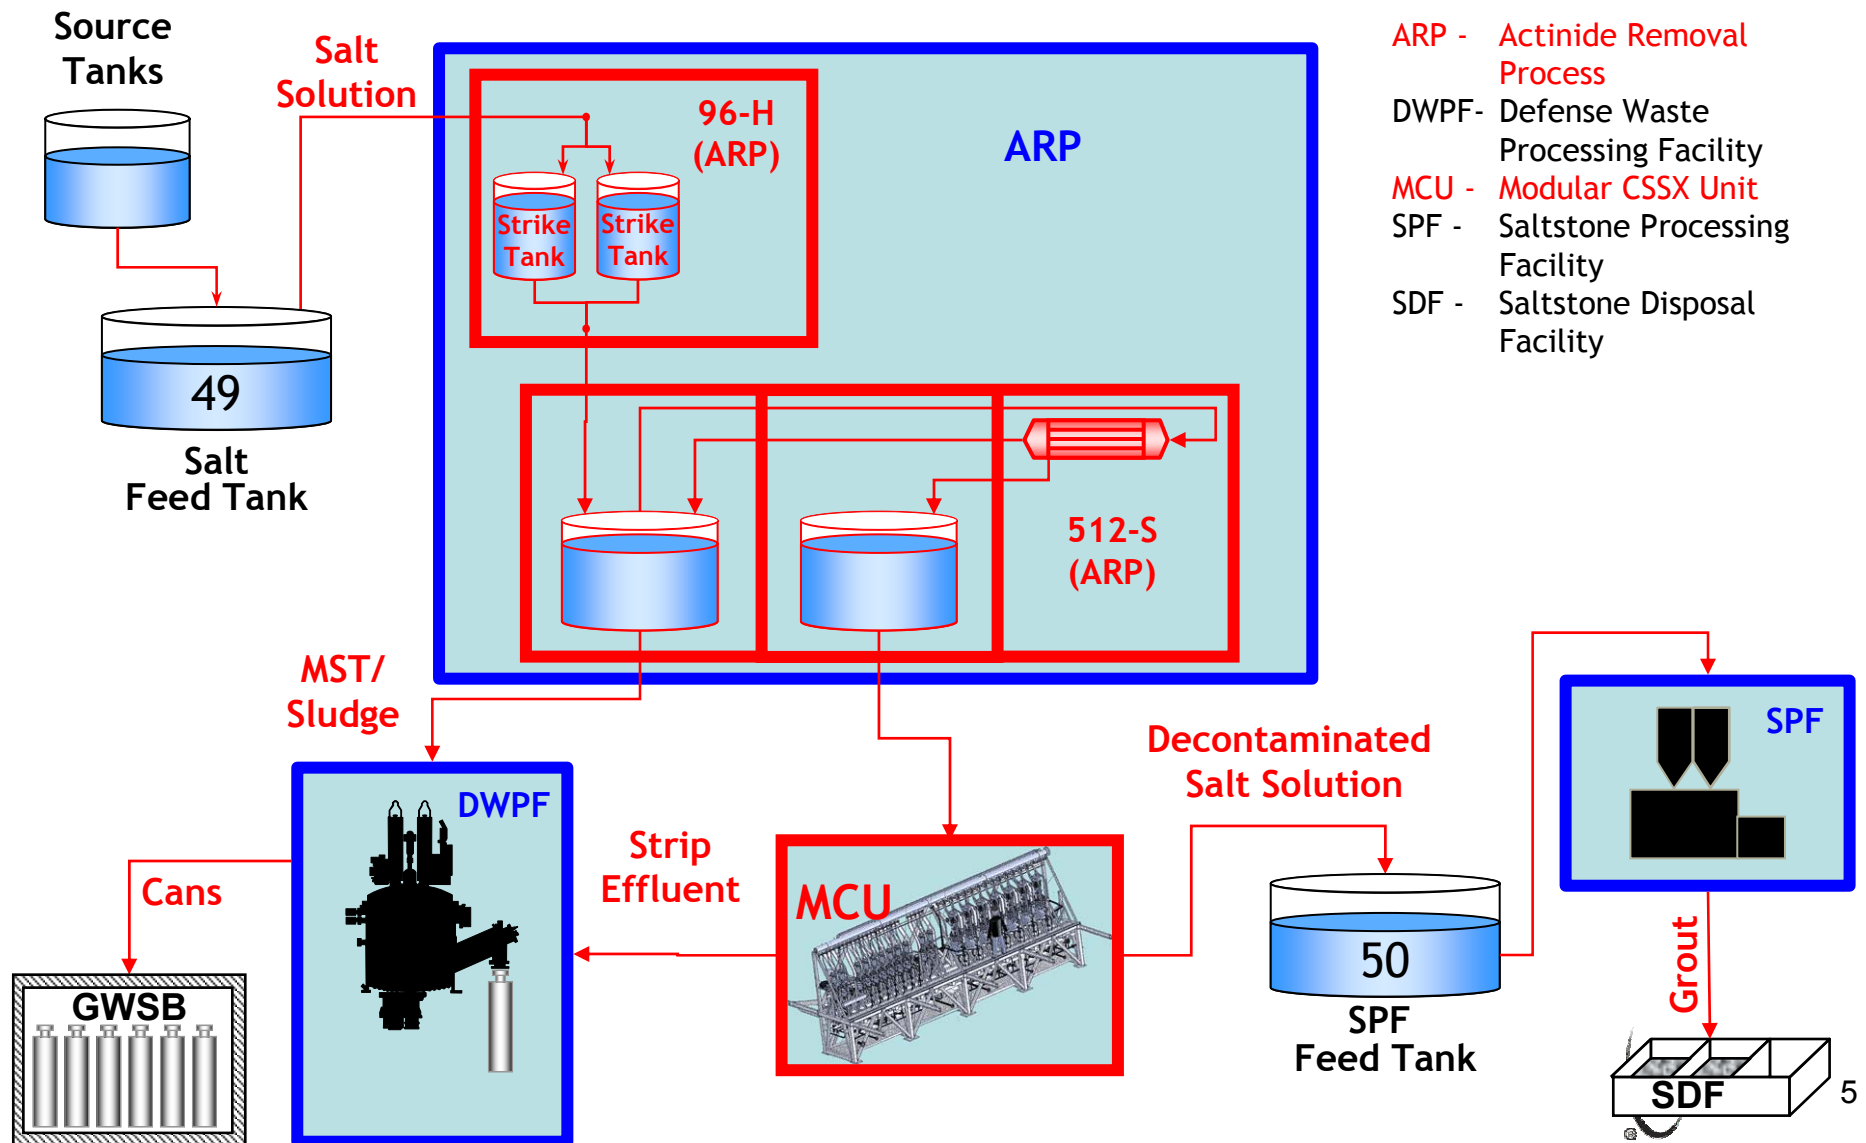 Source
Tanks
Salt
Solution
49
Salt
Feed Tank
96-H
(ARP)
ARP
Strike
Tank
Strike
Tank
512-S
(ARP)
ARP - Actinide Removal
Process
DWPF- Defense Waste
Processing Facility
MCU - Modular CSSX Unit
SPF - Saltstone Processing
Facility
SDF - Saltstone Disposal
Facility
MST/
Sludge
DWPF
Cans
GWSB
Strip
Effluent
MCU
Decontaminated
Salt Solution
50
SPF
Feed Tank
SPF
Grout
SDF
®
5